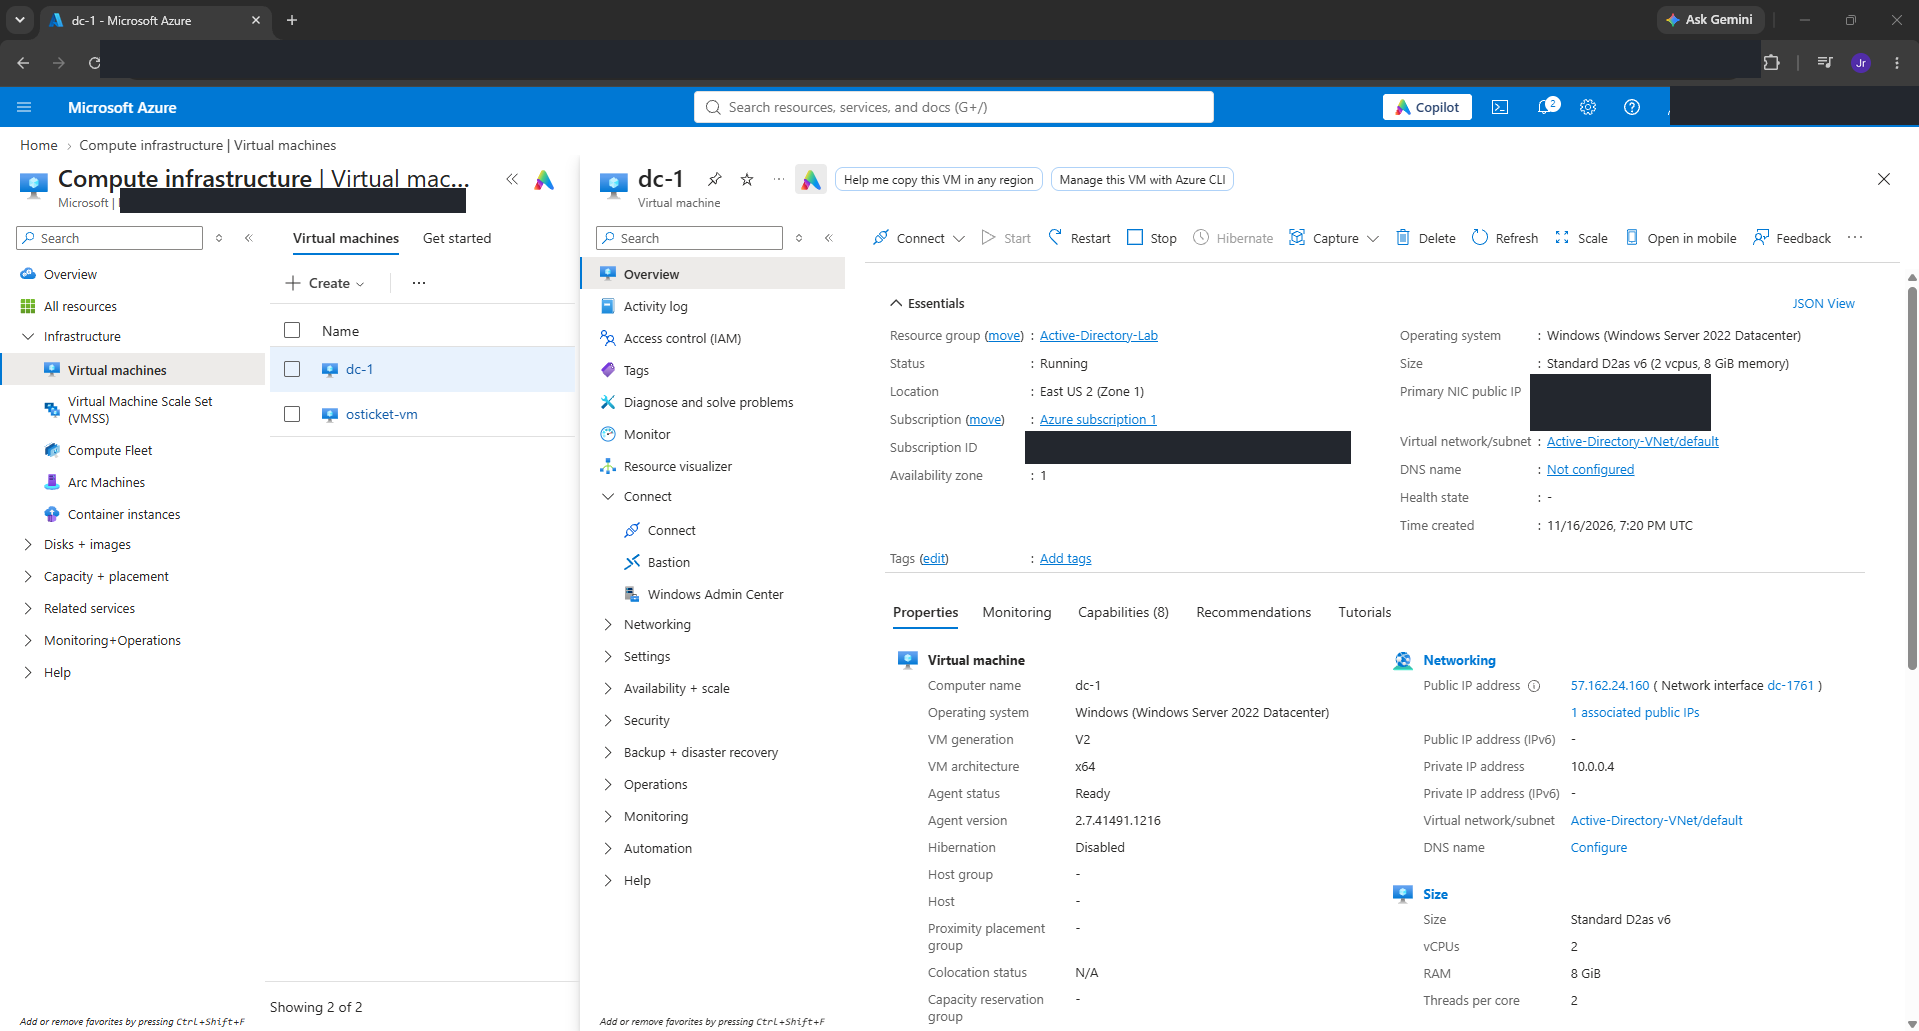 dc-1 - Microsoft Azure
Ask Gemini
Jr
Microsoft Azure
Search resources, services, and docs (G+/)
Copilot
2
Home > Compute infrastructure | Virtual machines
Compute infrastructure | Virtual mac...
Microsoft |
Search
Overview
All resources
Infrastructure
Virtual machines
Virtual Machine Scale Set
(VMSS)
Compute Fleet
Arc Machines
Container instances
Disks + images
Capacity + placement
Related services
Monitoring+Operations
Help
Add or remove favorites by pressing Ctrl+Shift+F
Virtual machines
Get started
Create
Name
dc-1
osticket-vm
Showing 2 of 2
dc-1
Virtual machine
Help me copy this VM in any region
Manage this VM with Azure CLI
Search
Overview
Activity log
Access control (IAM)
Tags
Diagnose and solve problems
Monitor
Resource visualizer
Connect
Connect
Bastion
Windows Admin Center
Networking
Settings
Availability + scale
Security
Backup + disaster recovery
Operations
Monitoring
Automation
Help
Add or remove favorites by pressing Ctrl+Shift+F
Connect
Start
Restart
Stop
Hibernate
Capture
Delete
Refresh
Scale
Open in mobile
Feedback
Essentials
JSON View
Resource group (move) : Active-Directory-Lab
Status : Running
Location : East US 2 (Zone 1)
Subscription (move) : Azure subscription 1
Subscription ID
Availability zone : 1
Operating system : Windows (Windows Server 2022 Datacenter)
Size : Standard D2as v6 (2 vcpus, 8 GiB memory)
Primary NIC public IP
Virtual network/subnet : Active-Directory-VNet/default
DNS name : Not configured
Health state : -
Time created : 11/16/2026, 7:20 PM UTC
Tags (edit) : Add tags
Properties
Monitoring
Capabilities (8)
Recommendations
Tutorials
Virtual machine
Computer name dc-1
Operating system Windows (Windows Server 2022 Datacenter)
VM generation V2
VM architecture x64
Agent status Ready
Agent version 2.7.41491.1216
Hibernation Disabled
Host group -
Host -
Proximity placement
group -
Colocation status N/A
Capacity reservation
group -
Networking
Public IP address 57.162.24.160 ( Network interface dc-1761 )
1 associated public IPs
Public IP address (IPv6) -
Private IP address 10.0.0.4
Private IP address (IPv6) -
Virtual network/subnet Active-Directory-VNet/default
DNS name Configure
Size
Size Standard D2as v6
vCPUs 2
RAM 8 GiB
Threads per core 2